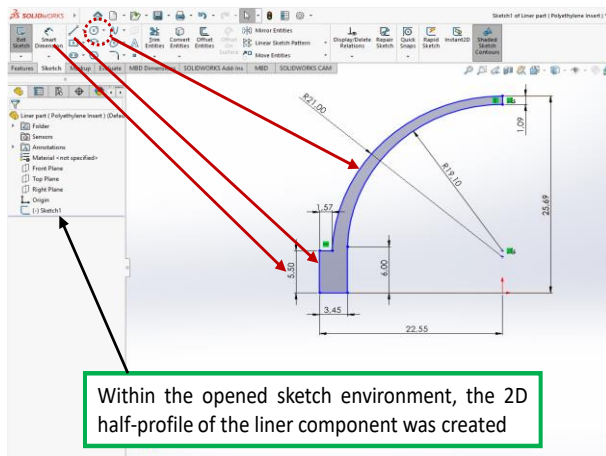 SOLIDWORKS
Sketch1 of Liner part ( Polyethylene Insert )
Exit Sketch
Smart Dimension
Trim Entities
Convert Entities
Offset Entities
Mirror Entities
Linear Sketch Pattern
Move Entities
Display/Delete Relations
Repair Sketch
Quick Snaps
Rapid Sketch
Instant2D
Shaded Sketch Contours
Features Sketch Markup Evaluate MBD Dimensions SOLIDWORKS Add-Ins MBD SOLIDWORKS CAM
Liner part ( Polyethylene Insert ) (Defau
Folder
Sensors
Annotations
Material <not specified>
Front Plane
Top Plane
Right Plane
Origin
(-) Sketch1
R21.00
1.09
R19.10
25.69
1.57
5.50
6.00
3.45
22.55
Within the opened sketch environment, the 2D
half-profile of the liner component was created